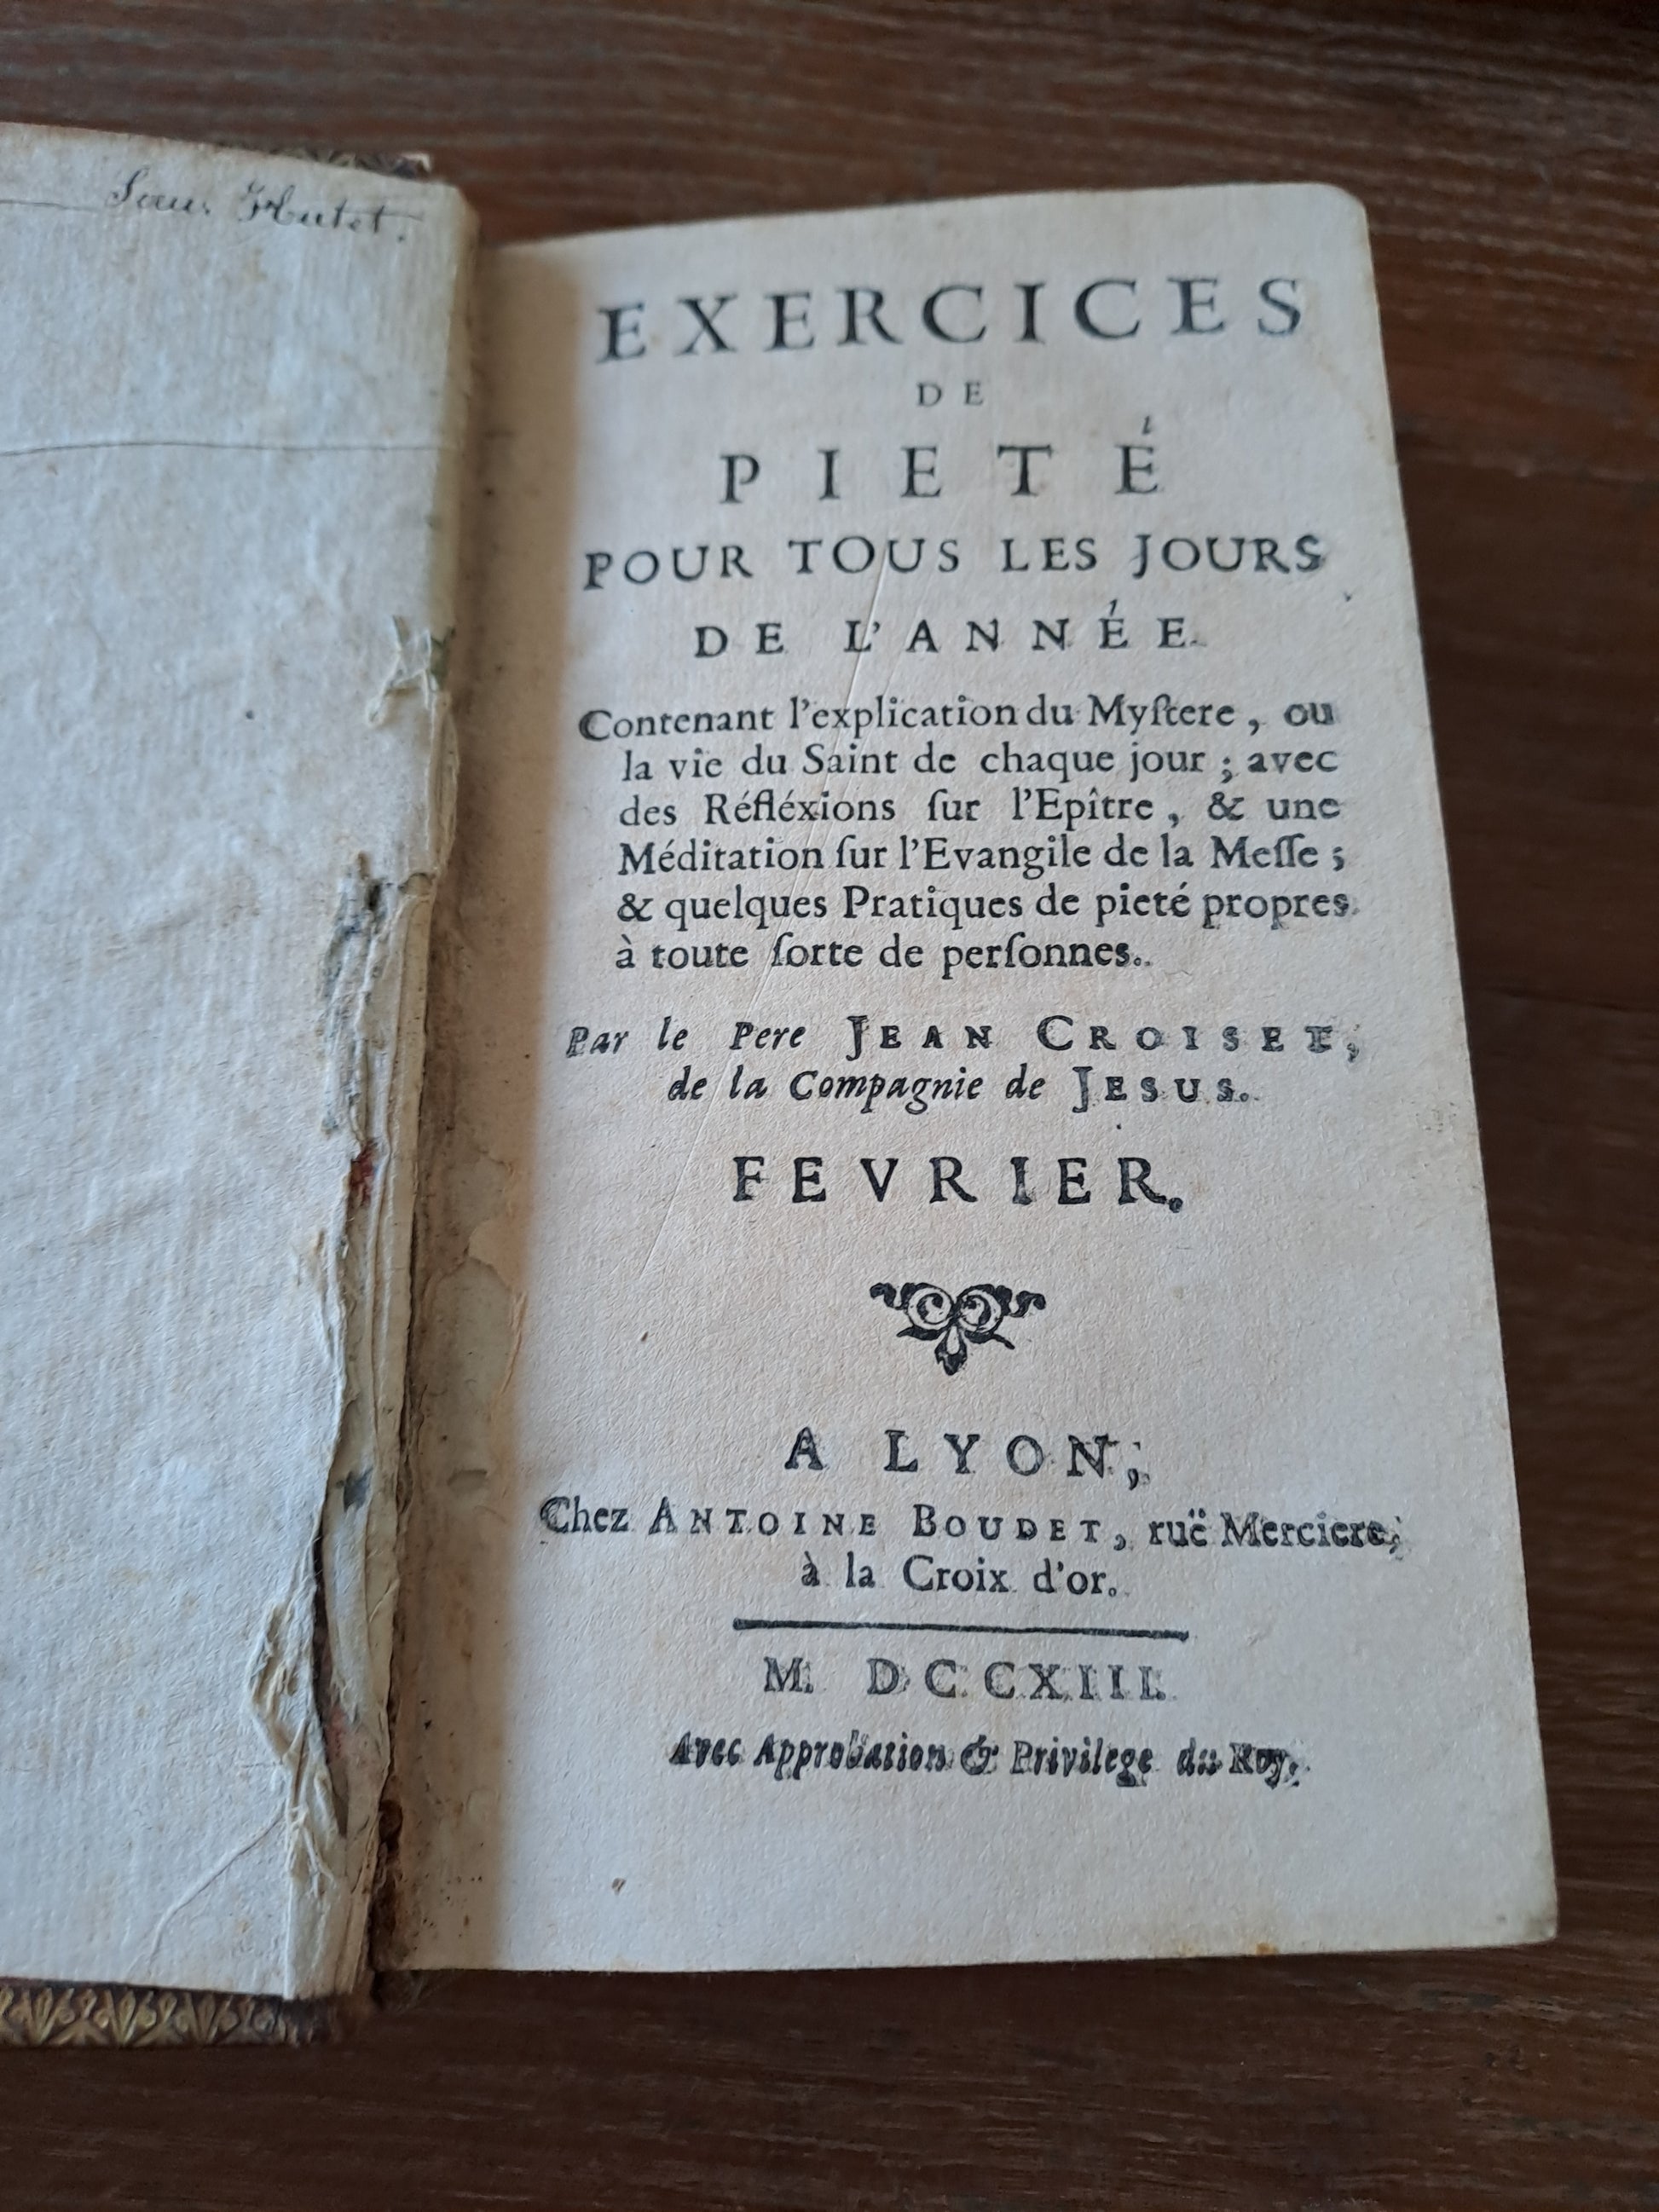 Sœur Hutet.
EXERCICES
DE
PIETÉ
POUR TOUS LES JOURS
DE L'ANNÉE.
Contenant l'explication du Myſtere, ou
la vie du Saint de chaque jour ; avec
des Réfléxions ſur l'Epître, & une
Méditation ſur l'Evangile de la Meſſe ;
& quelques Pratiques de pieté propres
à toute ſorte de perſonnes.
Par le Pere JEAN CROISET,
de la Compagnie de JESUS.
FEVRIER.
A LYON,
Chez ANTOINE BOUDET, ruë Merciere,
à la Croix d'or.
M. DCCXIII.
Avec Approbation & Privilege du Roy.